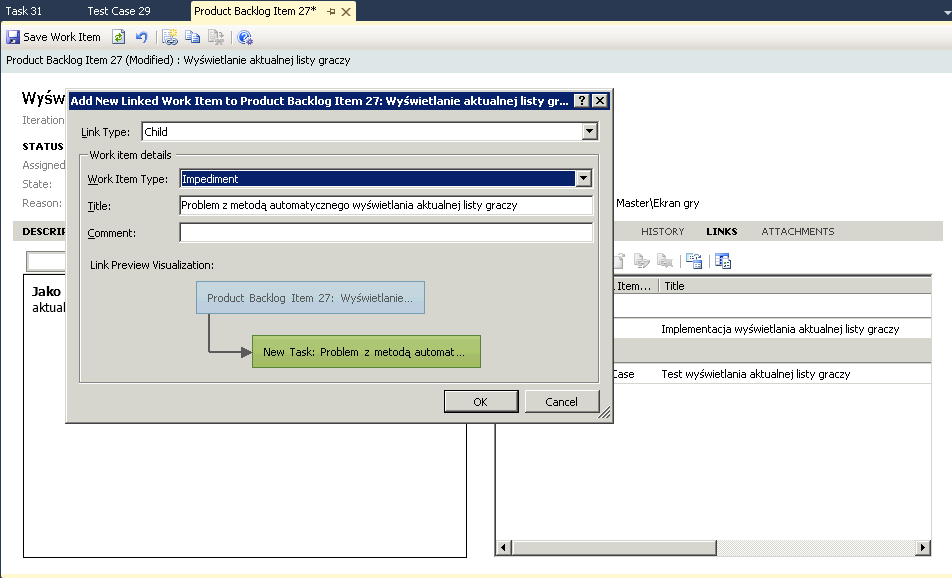 Task 31 Test Case 29 Product Backlog Item 27*
Save Work Item
Product Backlog Item 27 (Modified) : Wyświetlanie aktualnej listy graczy
Wyśw
Iteration
STATUS
Assigned
State:
Reason:
Master\Ekran gry
DESCRIP
HISTORY LINKS ATTACHMENTS
Jako
aktual
Item... Title
Implementacja wyświetlania aktualnej listy graczy
Case Test wyświetlania aktualnej listy graczy
Add New Linked Work Item to Product Backlog Item 27: Wyświetlanie aktualnej listy gr...
Link Type: Child
Work item details
Work Item Type: Impediment
Title: Problem z metodą automatycznego wyświetlania aktualnej listy graczy
Comment:
Link Preview Visualization:
Product Backlog Item 27: Wyświetlanie...
New Task: Problem z metodą automat...
OK Cancel